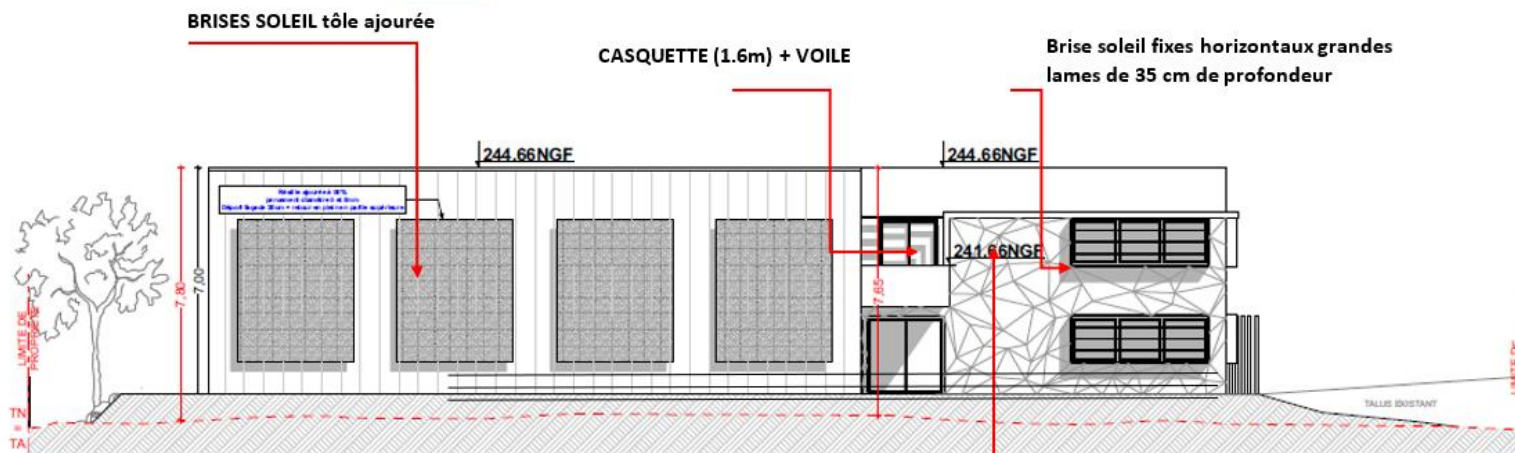 BRISES SOLEIL tôle ajourée
CASQUETTE (1.6m) + VOILE
Brise soleil fixes horizontaux grandes
lames de 35 cm de profondeur
244.66NGF
244.66NGF
241.66NGF
7,80
7,00
7,65
LIMITE DE
PROPRIETE
TN
=
TA
TALUS EXISTANT
LIMITE DE